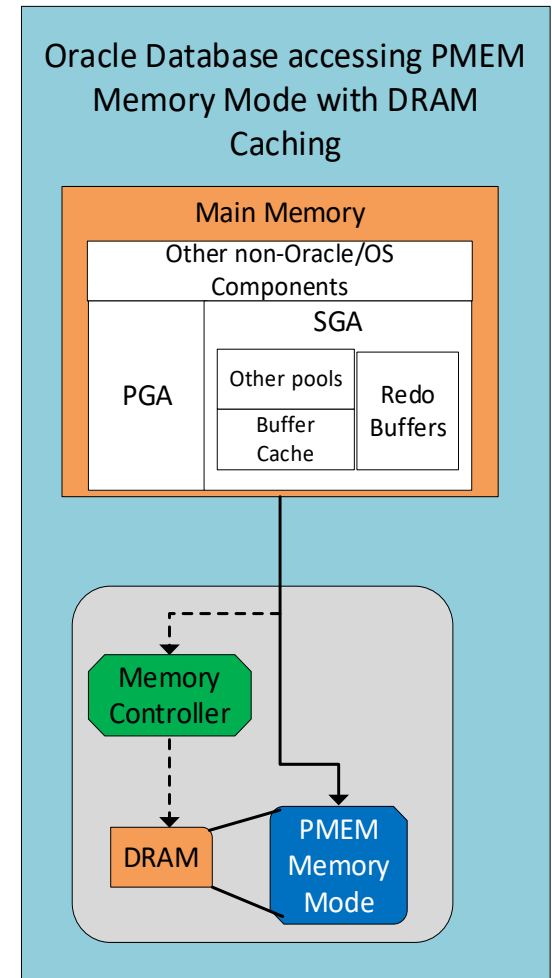 Oracle Database accessing PMEM
Memory Mode with DRAM
Caching
Main Memory
Other non-Oracle/OS
Components
SGA
PGA
Other pools
Buffer
Cache
Redo
Buffers
Memory
Controller
DRAM
PMEM
Memory
Mode